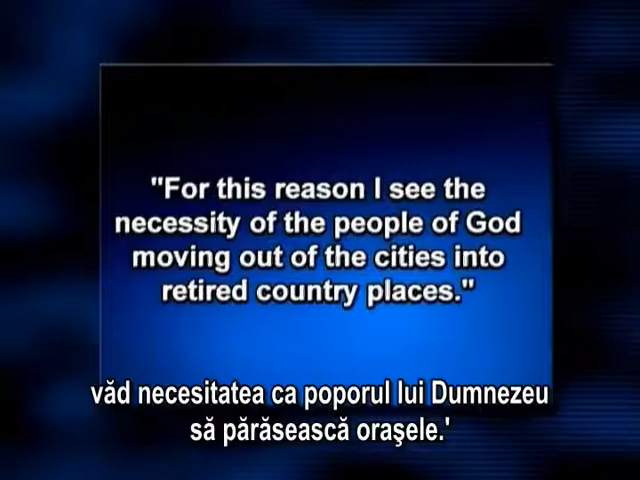 "For this reason I see the
necessity of the people of God
moving out of the cities into
retired country places."
văd necesitatea ca poporul lui Dumnezeu
să părăsească oraşele.'